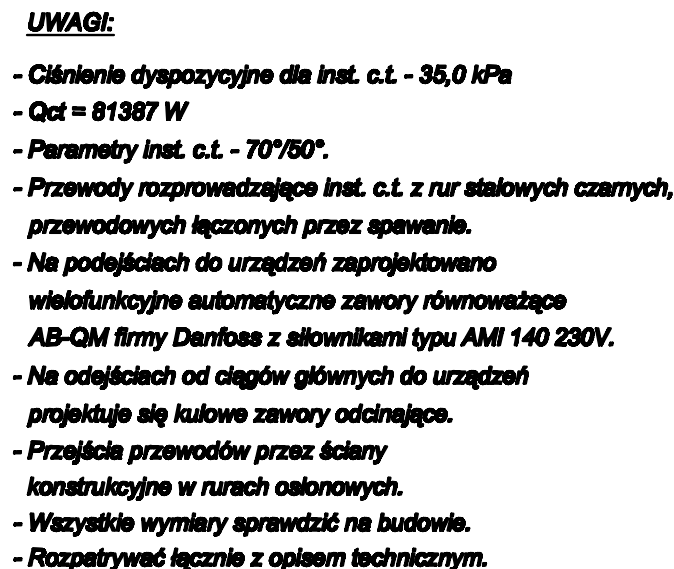 UWAGI:
- Ciśnienie dyspozycyjne dla inst. c.t. - 35,0 kPa
- Qct = 81387 W
- Parametry inst. c.t. - 70°/50°.
- Przewody rozprowadzające inst. c.t. z rur stalowych czarnych,
przewodowych łączonych przez spawanie.
- Na podejściach do urządzeń zaprojektowano
wielofunkcyjne automatyczne zawory równoważące
AB-QM firmy Danfoss z siłownikami typu AMI 140 230V.
- Na odejściach od ciągów głównych do urządzeń
projektuje się kulowe zawory odcinające.
- Przejścia przewodów przez ściany
konstrukcyjne w rurach osłonowych.
- Wszystkie wymiary sprawdzić na budowie.
- Rozpatrywać łącznie z opisem technicznym.